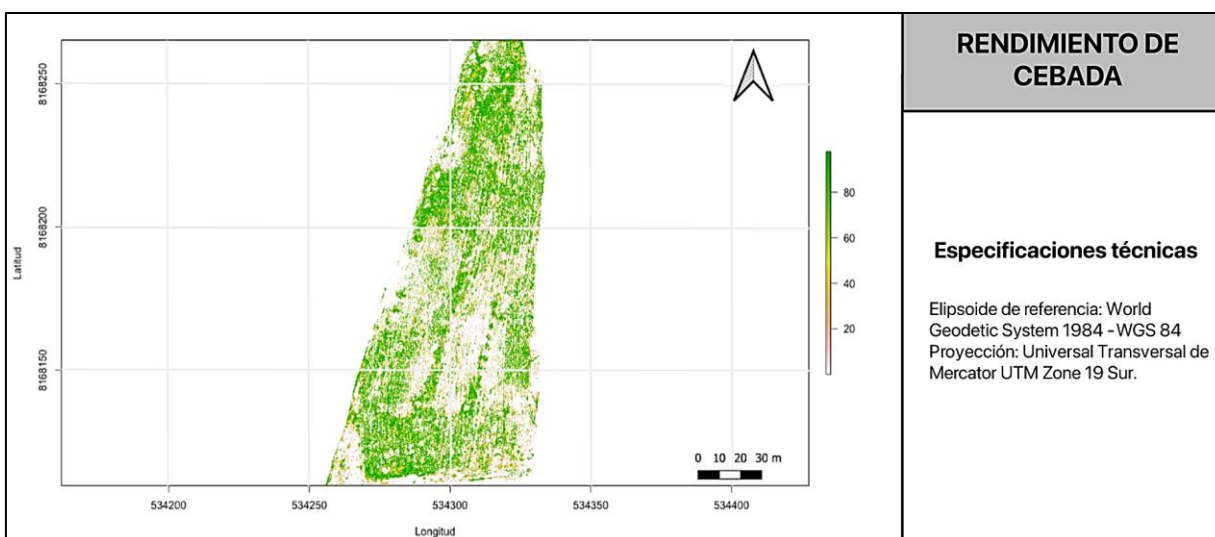 RENDIMIENTO DE
CEBADA
8168250
8168200
8168150
Latitud
80
60
40
20
0 10 20 30 m
534200
534250
534300
534350
534400
Longitud
Especificaciones técnicas
Elipsoide de referencia: World
Geodetic System 1984 - WGS 84
Proyección: Universal Transversal de
Mercator UTM Zone 19 Sur.